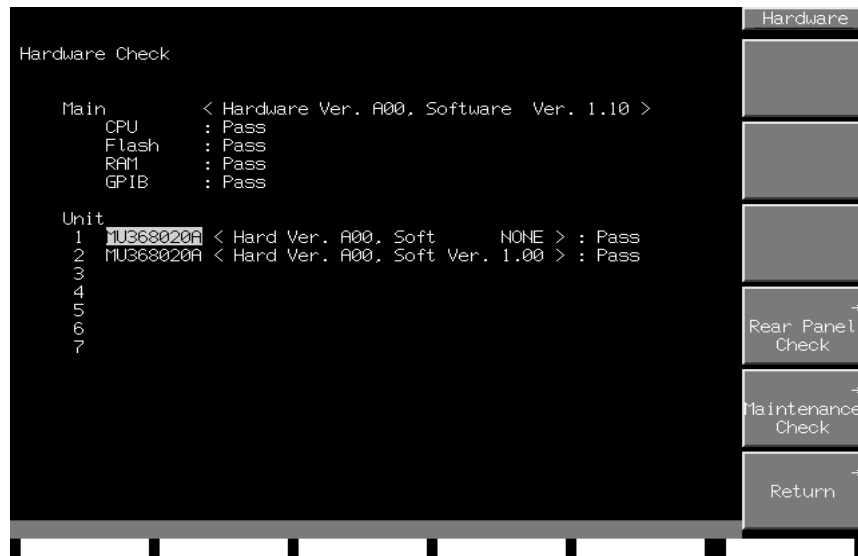 Hardware
Hardware Check
Main < Hardware Ver. A00, Software Ver. 1.10 >
CPU : Pass
Flash : Pass
RAM : Pass
GPIB : Pass
Unit
1 MU368020A < Hard Ver. A00, Soft NONE > : Pass
2 MU368020A < Hard Ver. A00, Soft Ver. 1.00 > : Pass
3
4
5
6
7
Rear Panel
Check
Maintenance
Check
Return